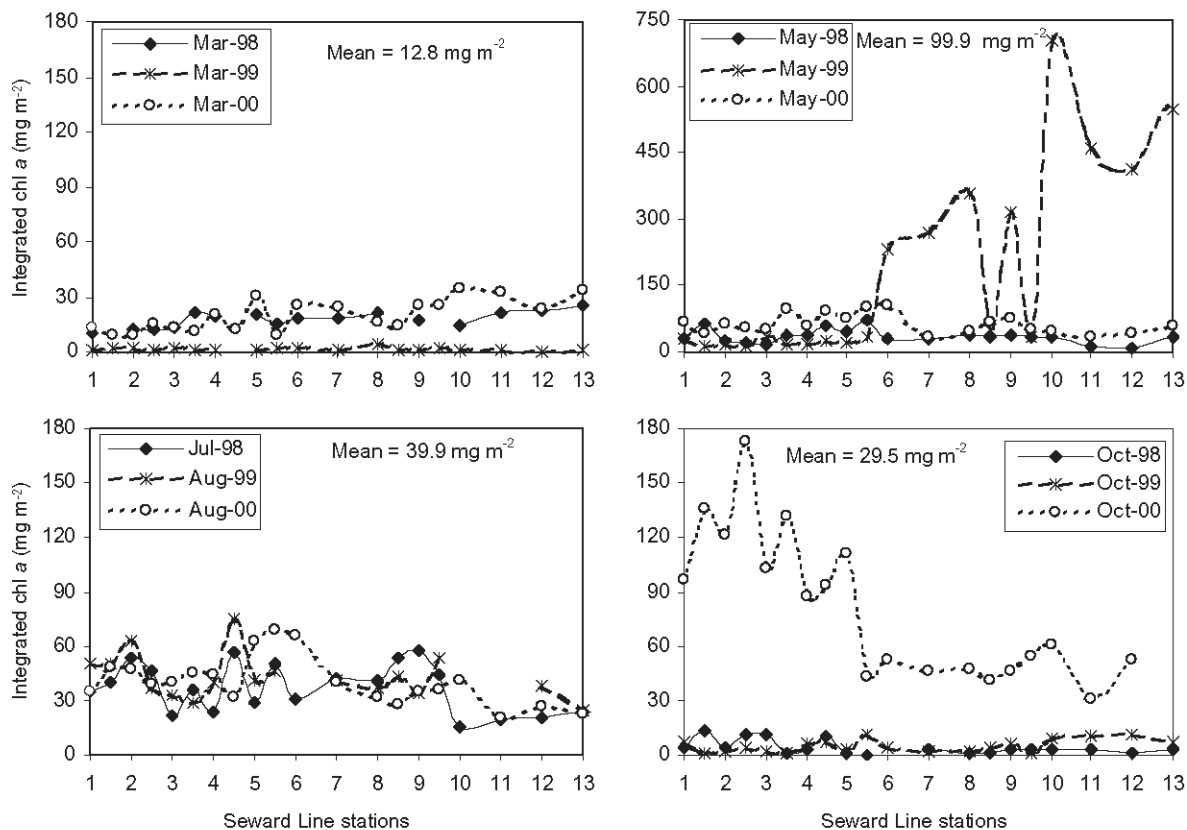 180
150
120
90
60
30
0
Integrated chl a (mg m-2)
Mar-98
Mar-99
Mar-00
Mean = 12.8 mg m-2
1 2 3 4 5 6 7 8 9 10 11 12 13
750
600
450
300
150
0
May-98
May-99
May-00
Mean = 99.9 mg m-2
1 2 3 4 5 6 7 8 9 10 11 12 13
180
150
120
90
60
30
0
Integrated chl a (mg m-2)
Jul-98
Aug-99
Aug-00
Mean = 39.9 mg m-2
1 2 3 4 5 6 7 8 9 10 11 12 13
Seward Line stations
180
150
120
90
60
30
0
Mean = 29.5 mg m-2
Oct-98
Oct-99
Oct-00
1 2 3 4 5 6 7 8 9 10 11 12 13
Seward Line stations